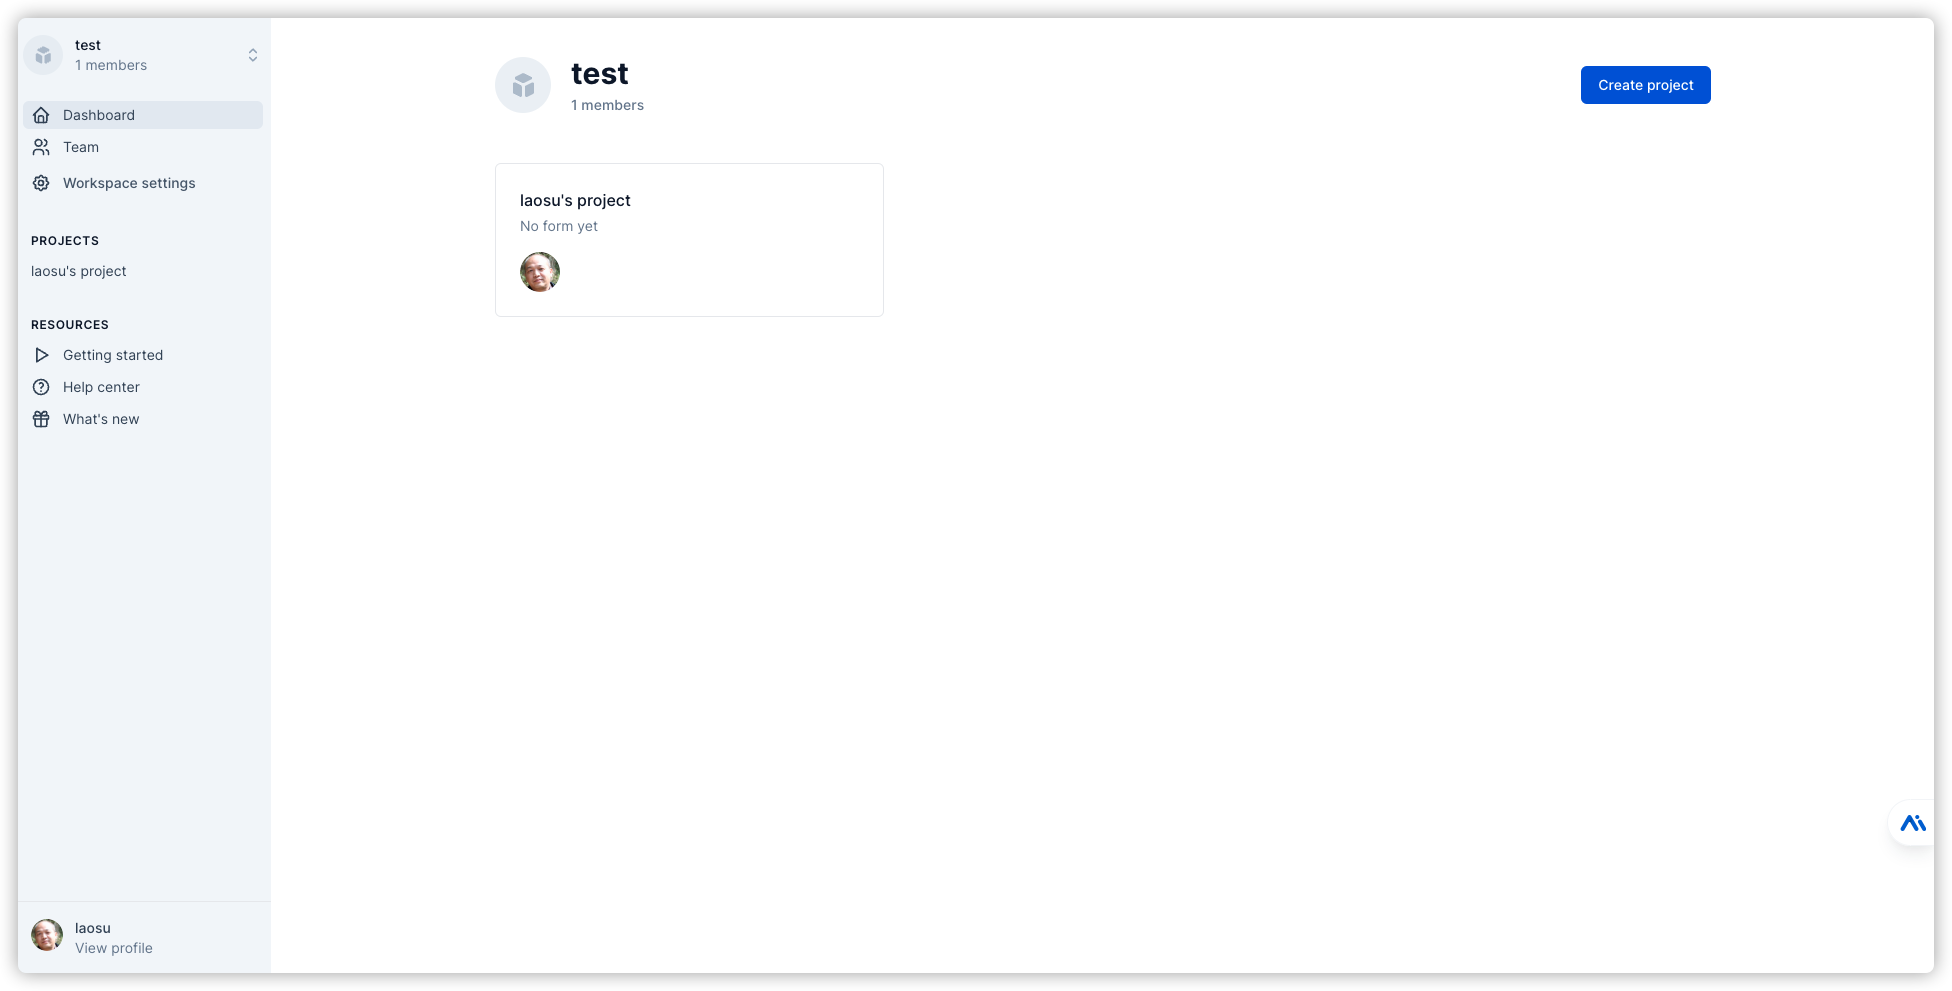 test
1 members
Dashboard
Team
Workspace settings
PROJECTS
laosu's project
RESOURCES
Getting started
Help center
What's new
laosu
View profile
test
1 members
Create project
laosu's project
No form yet